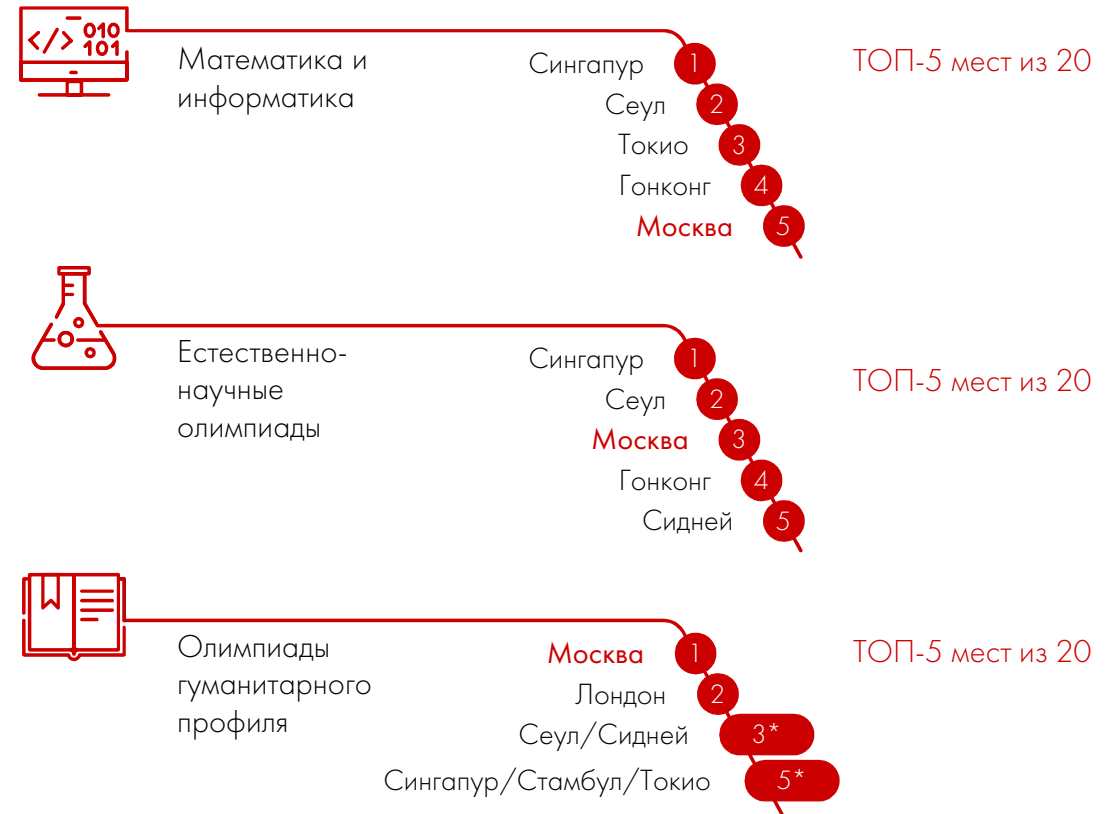 </> 010
101
Математика и
информатика
Сингапур 1
Сеул 2
Токио 3
Гонконг 4
Москва 5
ТОП-5 мест из 20
Естественно-
научные
олимпиады
Сингапур 1
Сеул 2
Москва 3
Гонконг 4
Сидней 5
ТОП-5 мест из 20
Олимпиады
гуманитарного
профиля
Москва 1
Лондон 2
Сеул/Сидней 3*
Сингапур/Стамбул/Токио 5*
ТОП-5 мест из 20